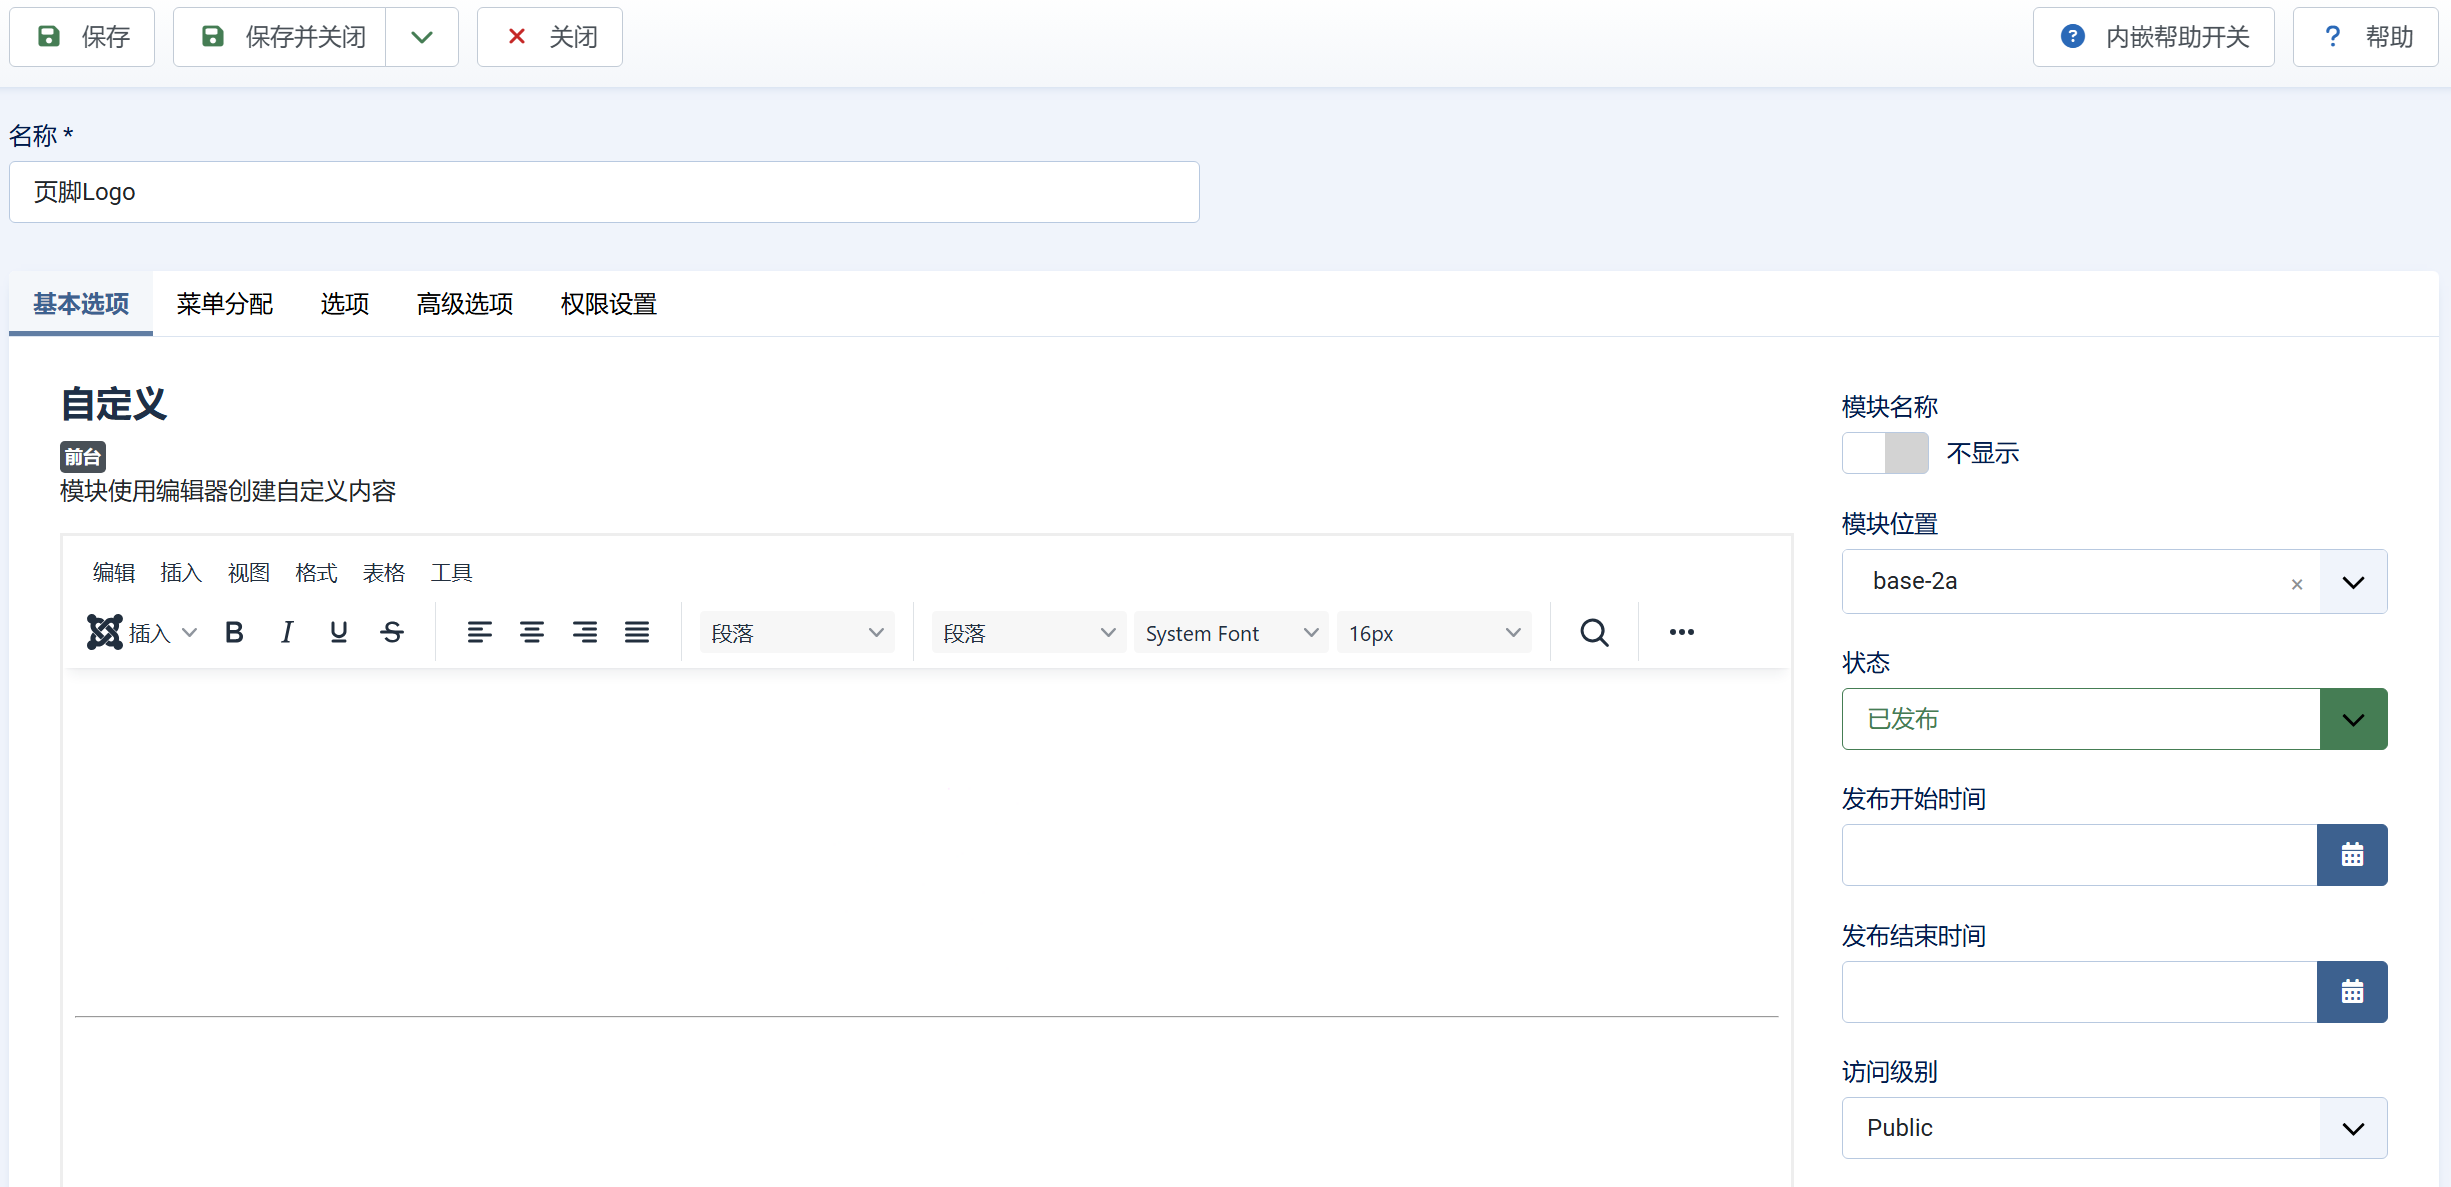 保存
保存并关闭
关闭
内嵌帮助开关
帮助
名称 *
页脚Logo
基本选项
菜单分配
选项
高级选项
权限设置
自定义
前台
模块使用编辑器创建自定义内容
编辑 插入 视图 格式 表格 工具
插入 B I U S 段落 段落 System Font 16px
模块名称
不显示
模块位置
base-2a
状态
已发布
发布开始时间
发布结束时间
访问级别
Public